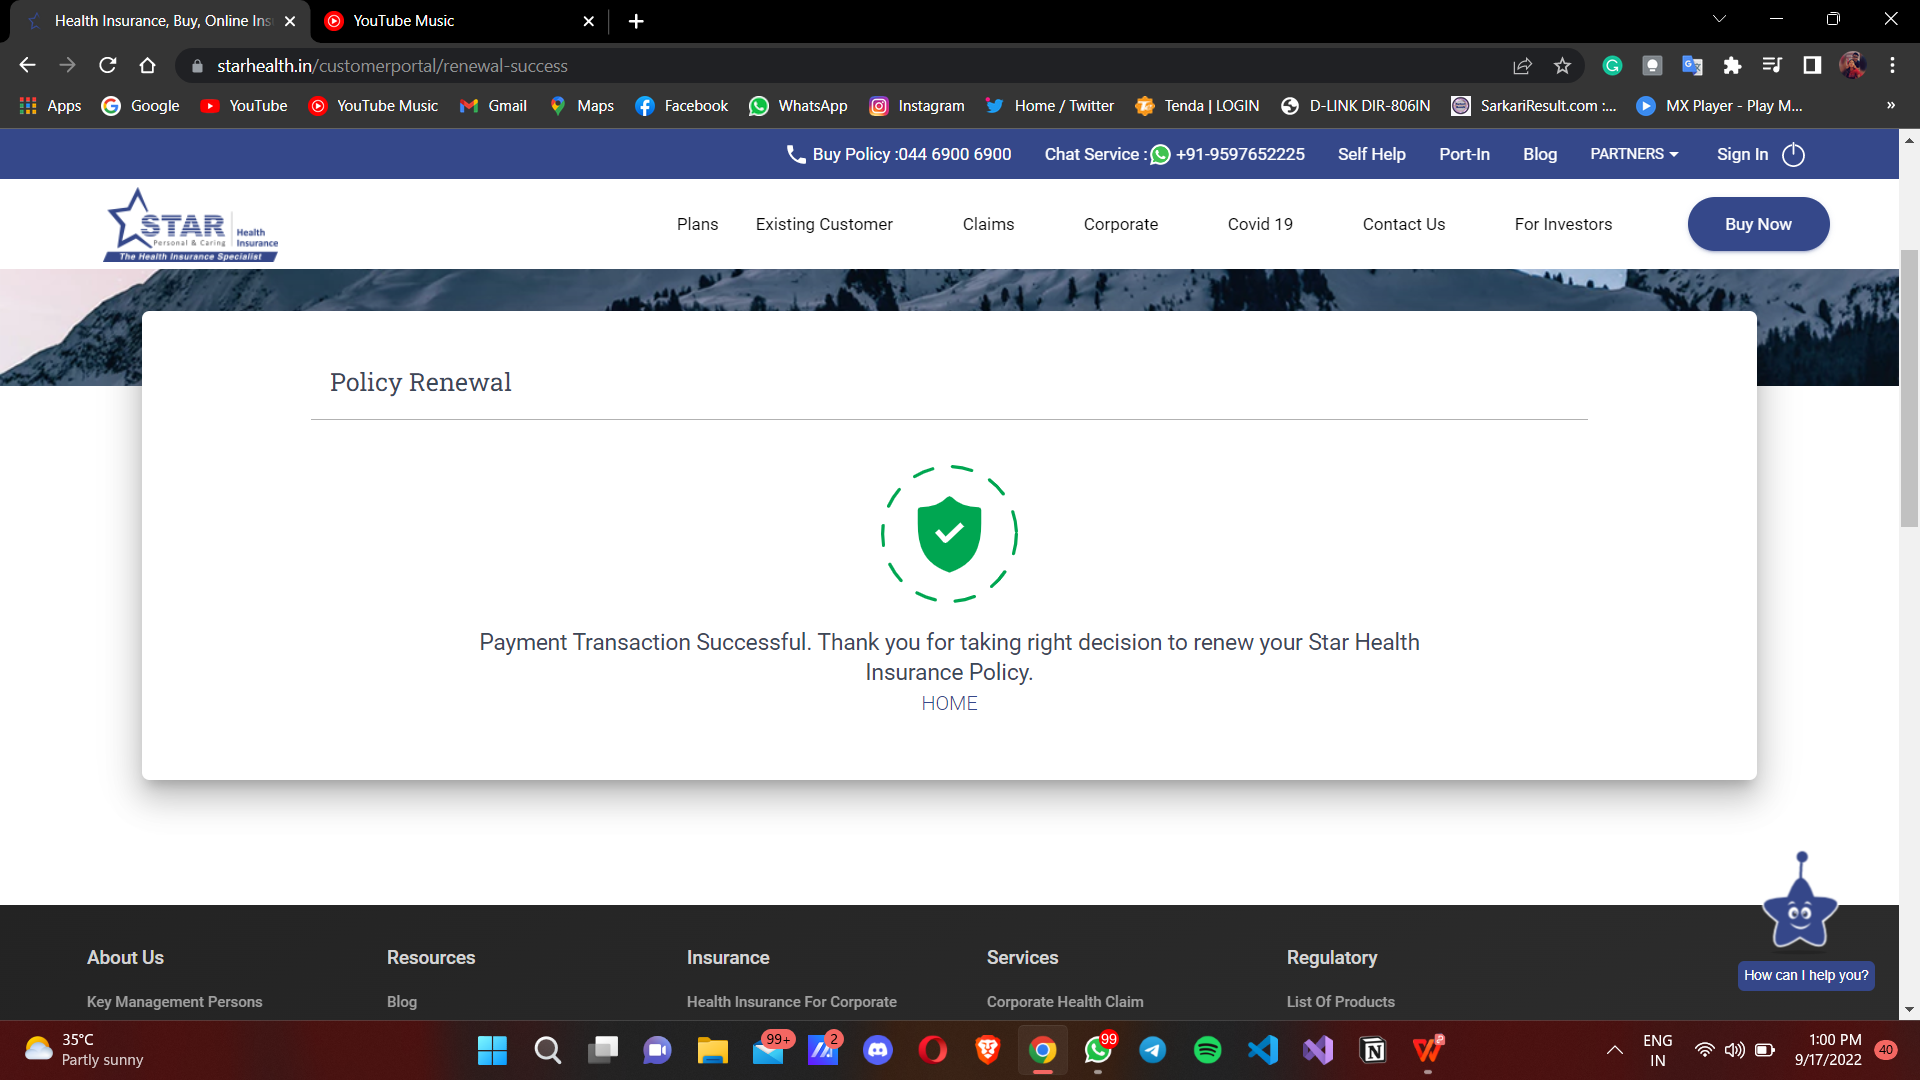 Health Insurance, Buy, Online Ins
YouTube Music
starhealth.in/customerportal/renewal-success
Apps
Google
YouTube
YouTube Music
Gmail
Maps
Facebook
WhatsApp
Instagram
Home / Twitter
Tenda | LOGIN
D-LINK DIR-806IN
SarkariResult.com :...
MX Player - Play M...
»
Buy Policy :044 6900 6900
Chat Service : +91-9597652225
Self Help
Port-In
Blog
PARTNERS
Sign In
STAR
Personal & Caring
Health
Insurance
The Health Insurance Specialist
Plans
Existing Customer
Claims
Corporate
Covid 19
Contact Us
For Investors
Buy Now
Policy Renewal
Payment Transaction Successful. Thank you for taking right decision to renew your Star Health
Insurance Policy.
HOME
How can I help you?
About Us
Resources
Insurance
Services
Regulatory
Key Management Persons
Blog
Health Insurance For Corporate
Corporate Health Claim
List Of Products
35°C
Partly sunny
99+
2
99
2
ENG
IN
1:00 PM
9/17/2022
40